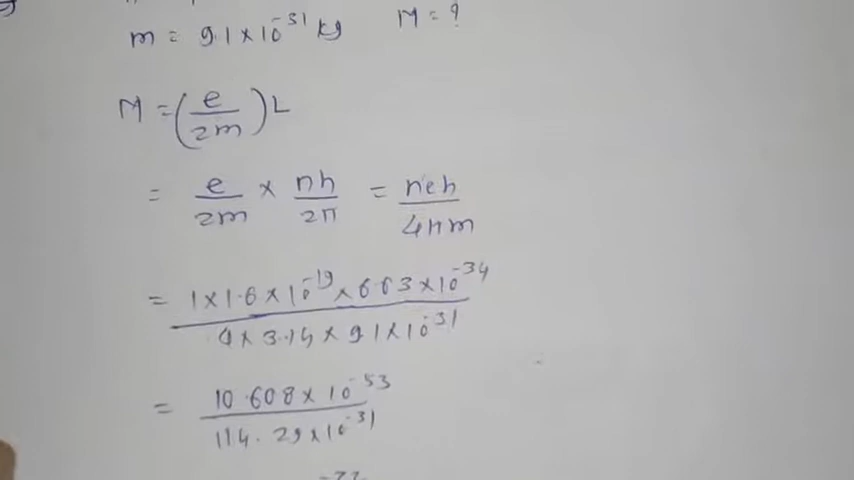 m = 9.1×10⁻³¹ kg M = ?
M = (e/2m) L
= e/2m × nh/2π = neh/4πm
= 1×1.6×10⁻¹⁹×6.63×10⁻³⁴ / 4×3.14×9.1×10⁻³¹
= 10.608×10⁻⁵³ / 114.29×10⁻³¹